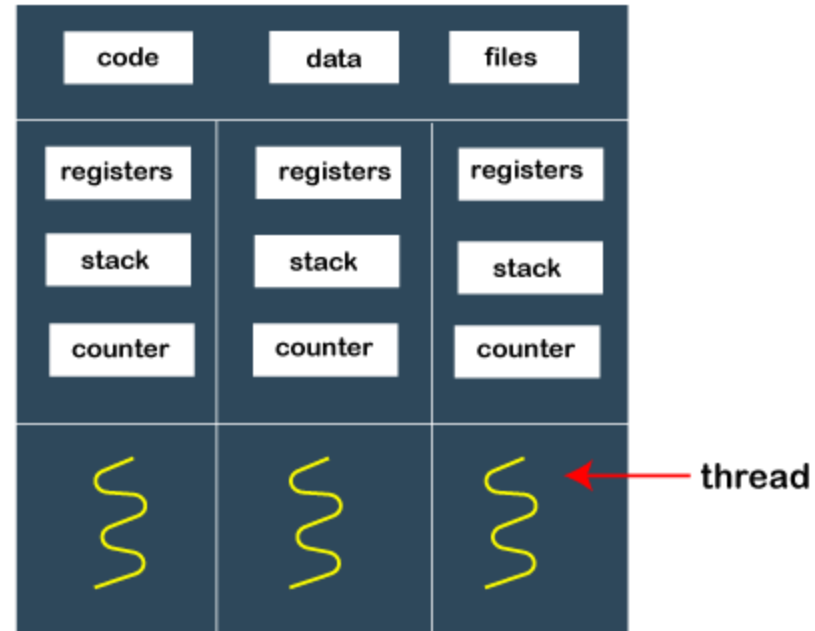 code data files
registers registers registers
stack stack stack
counter counter counter
thread